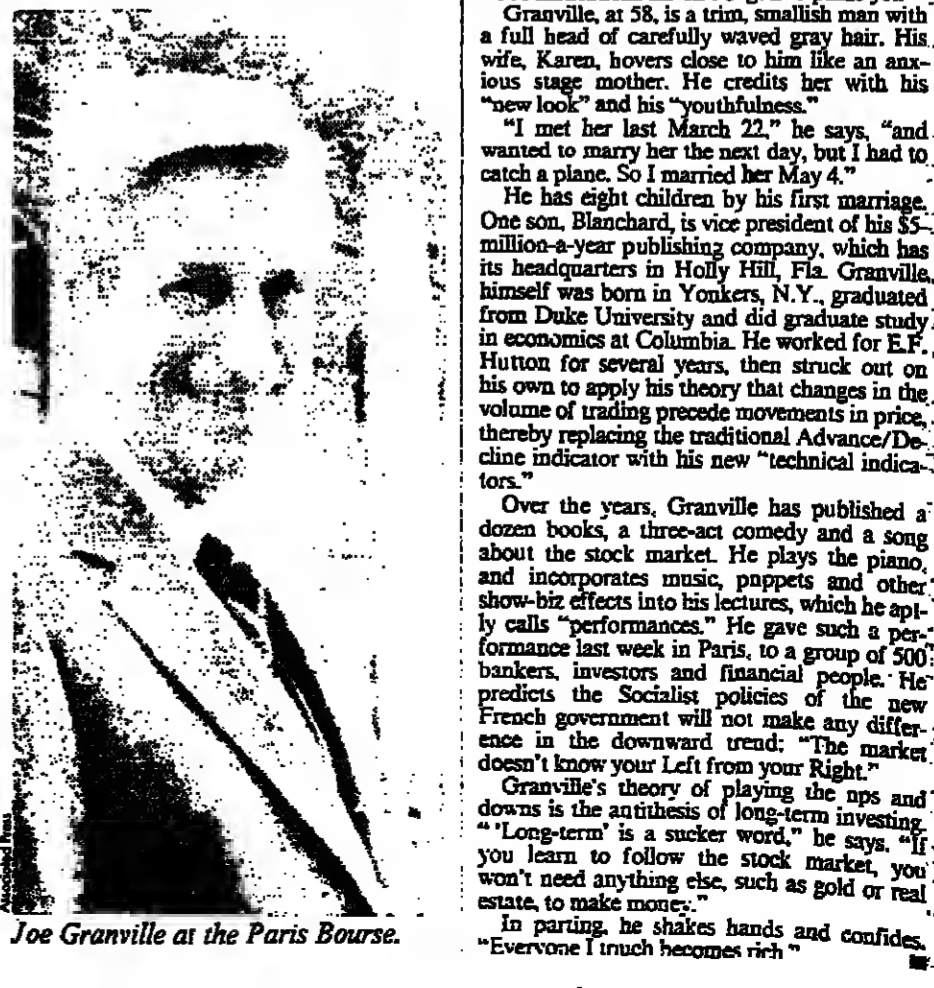 Associated Press
Joe Granville at the Paris Bourse.
Granville, at 58, is a trim, smallish man with
a full head of carefully waved gray hair. His
wife, Karen, hovers close to him like an anx-
ious stage mother. He credits her with his
"new look" and his "youthfulness."
"I met her last March 22," he says, "and
wanted to marry her the next day, but I had to
catch a plane. So I married her May 4."
He has eight children by his first marriage.
One son, Blanchard, is vice president of his $5-
million-a-year publishing company, which has
its headquarters in Holly Hill, Fla. Granville
himself was born in Yonkers, N.Y., graduated
from Duke University and did graduate study
in economics at Columbia. He worked for E.F.
Hutton for several years, then struck out on
his own to apply his theory that changes in the
volume of trading precede movements in price,
thereby replacing the traditional Advance/De-
cline indicator with his new "technical indica-
tors."
Over the years, Granville has published a
dozen books, a three-act comedy and a song
about the stock market. He plays the piano,
and incorporates music, puppets and other
show-biz effects into his lectures, which he apt-
ly calls "performances." He gave such a per-
formance last week in Paris, to a group of 500
bankers, investors and financial people. He
predicts the Socialist policies of the new
French government will not make any differ-
ence in the downward trend: "The market
doesn't know your Left from your Right."
Granville's theory of playing the ups and
downs is the antithesis of long-term investing.
" 'Long-term' is a sucker word," he says. "If
you learn to follow the stock market, you
won't need anything else, such as gold or real
estate, to make money."
In parting, he shakes hands and confides,
"Everyone I touch becomes rich"